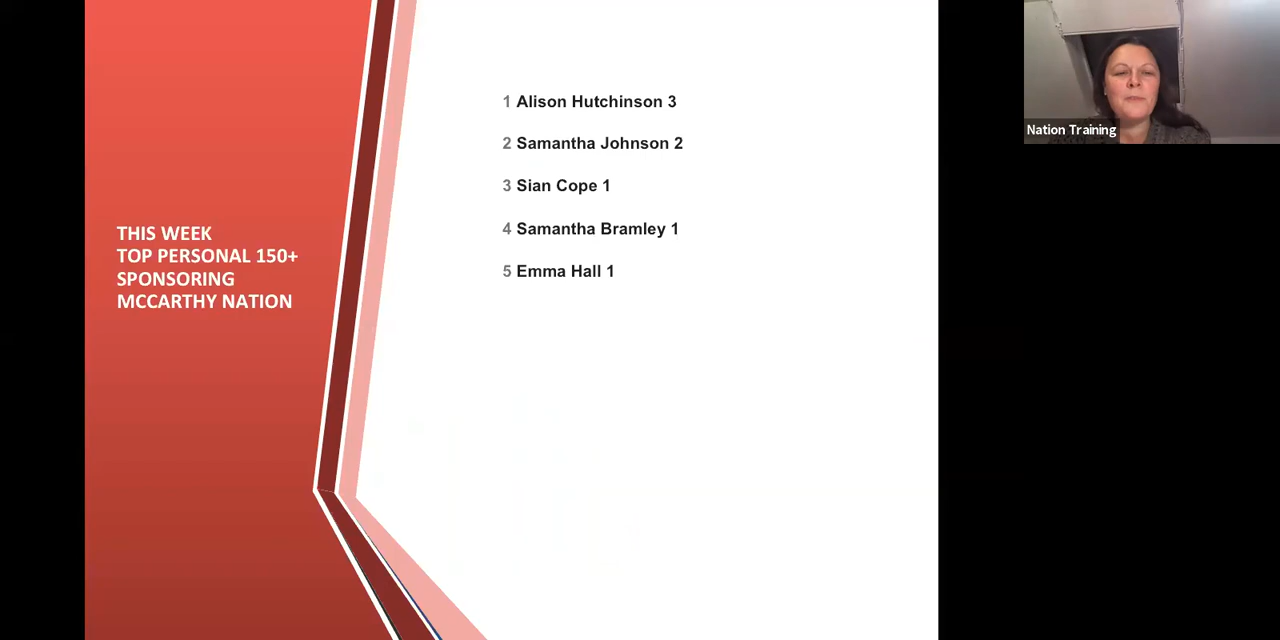 THIS WEEK
TOP PERSONAL 150+
SPONSORING
MCCARTHY NATION
1 Alison Hutchinson 3
2 Samantha Johnson 2
3 Sian Cope 1
4 Samantha Bramley 1
5 Emma Hall 1
Nation Training